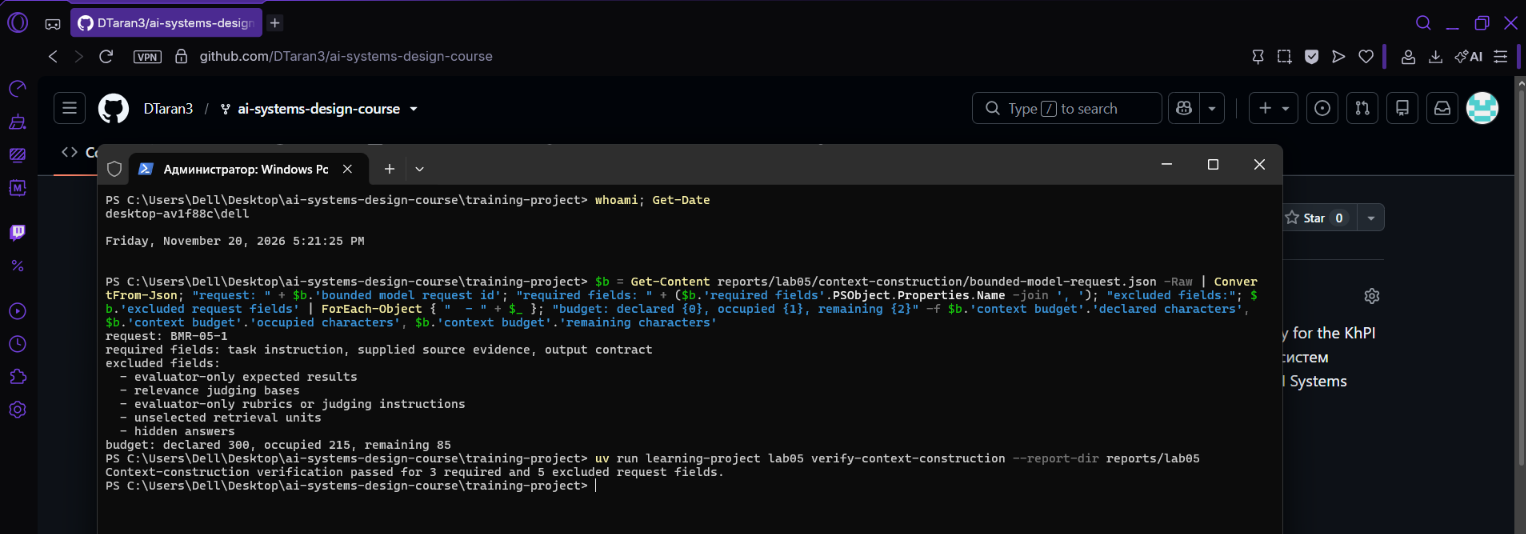 DTaran3/ai-systems-desig
VPN
github.com/DTaran3/ai-systems-design-course
AI
DTaran3 / ai-systems-design-course
Type / to search
Администратор: Windows Pc
PS C:\Users\Dell\Desktop\ai-systems-design-course\training-project> whoami; Get-Date
desktop-av1f88c\dell
Friday, November 20, 2026 5:21:25 PM
PS C:\Users\Dell\Desktop\ai-systems-design-course\training-project> $b = Get-Content reports/lab05/context-construction/bounded-model-request.json -Raw | Conver
tFrom-Json; "request: " + $b.'bounded model request id'; "required fields: " + ($b.'required fields'.PSObject.Properties.Name -join ', '); "excluded fields:"; $
b.'excluded request fields' | ForEach-Object { "  - " + $_ }; "budget: declared {0}, occupied {1}, remaining {2}" -f $b.'context budget'.'declared characters',
$b.'context budget'.'occupied characters', $b.'context budget'.'remaining characters'
request: BMR-05-1
required fields: task instruction, supplied source evidence, output contract
excluded fields:
- evaluator-only expected results
- relevance judging bases
- evaluator-only rubrics or judging instructions
- unselected retrieval units
- hidden answers
budget: declared 300, occupied 215, remaining 85
PS C:\Users\Dell\Desktop\ai-systems-design-course\training-project> uv run learning-project lab05 verify-context-construction --report-dir reports/lab05
Context-construction verification passed for 3 required and 5 excluded request fields.
PS C:\Users\Dell\Desktop\ai-systems-design-course\training-project>
Star 0
y for the KhPI
систем
I Systems